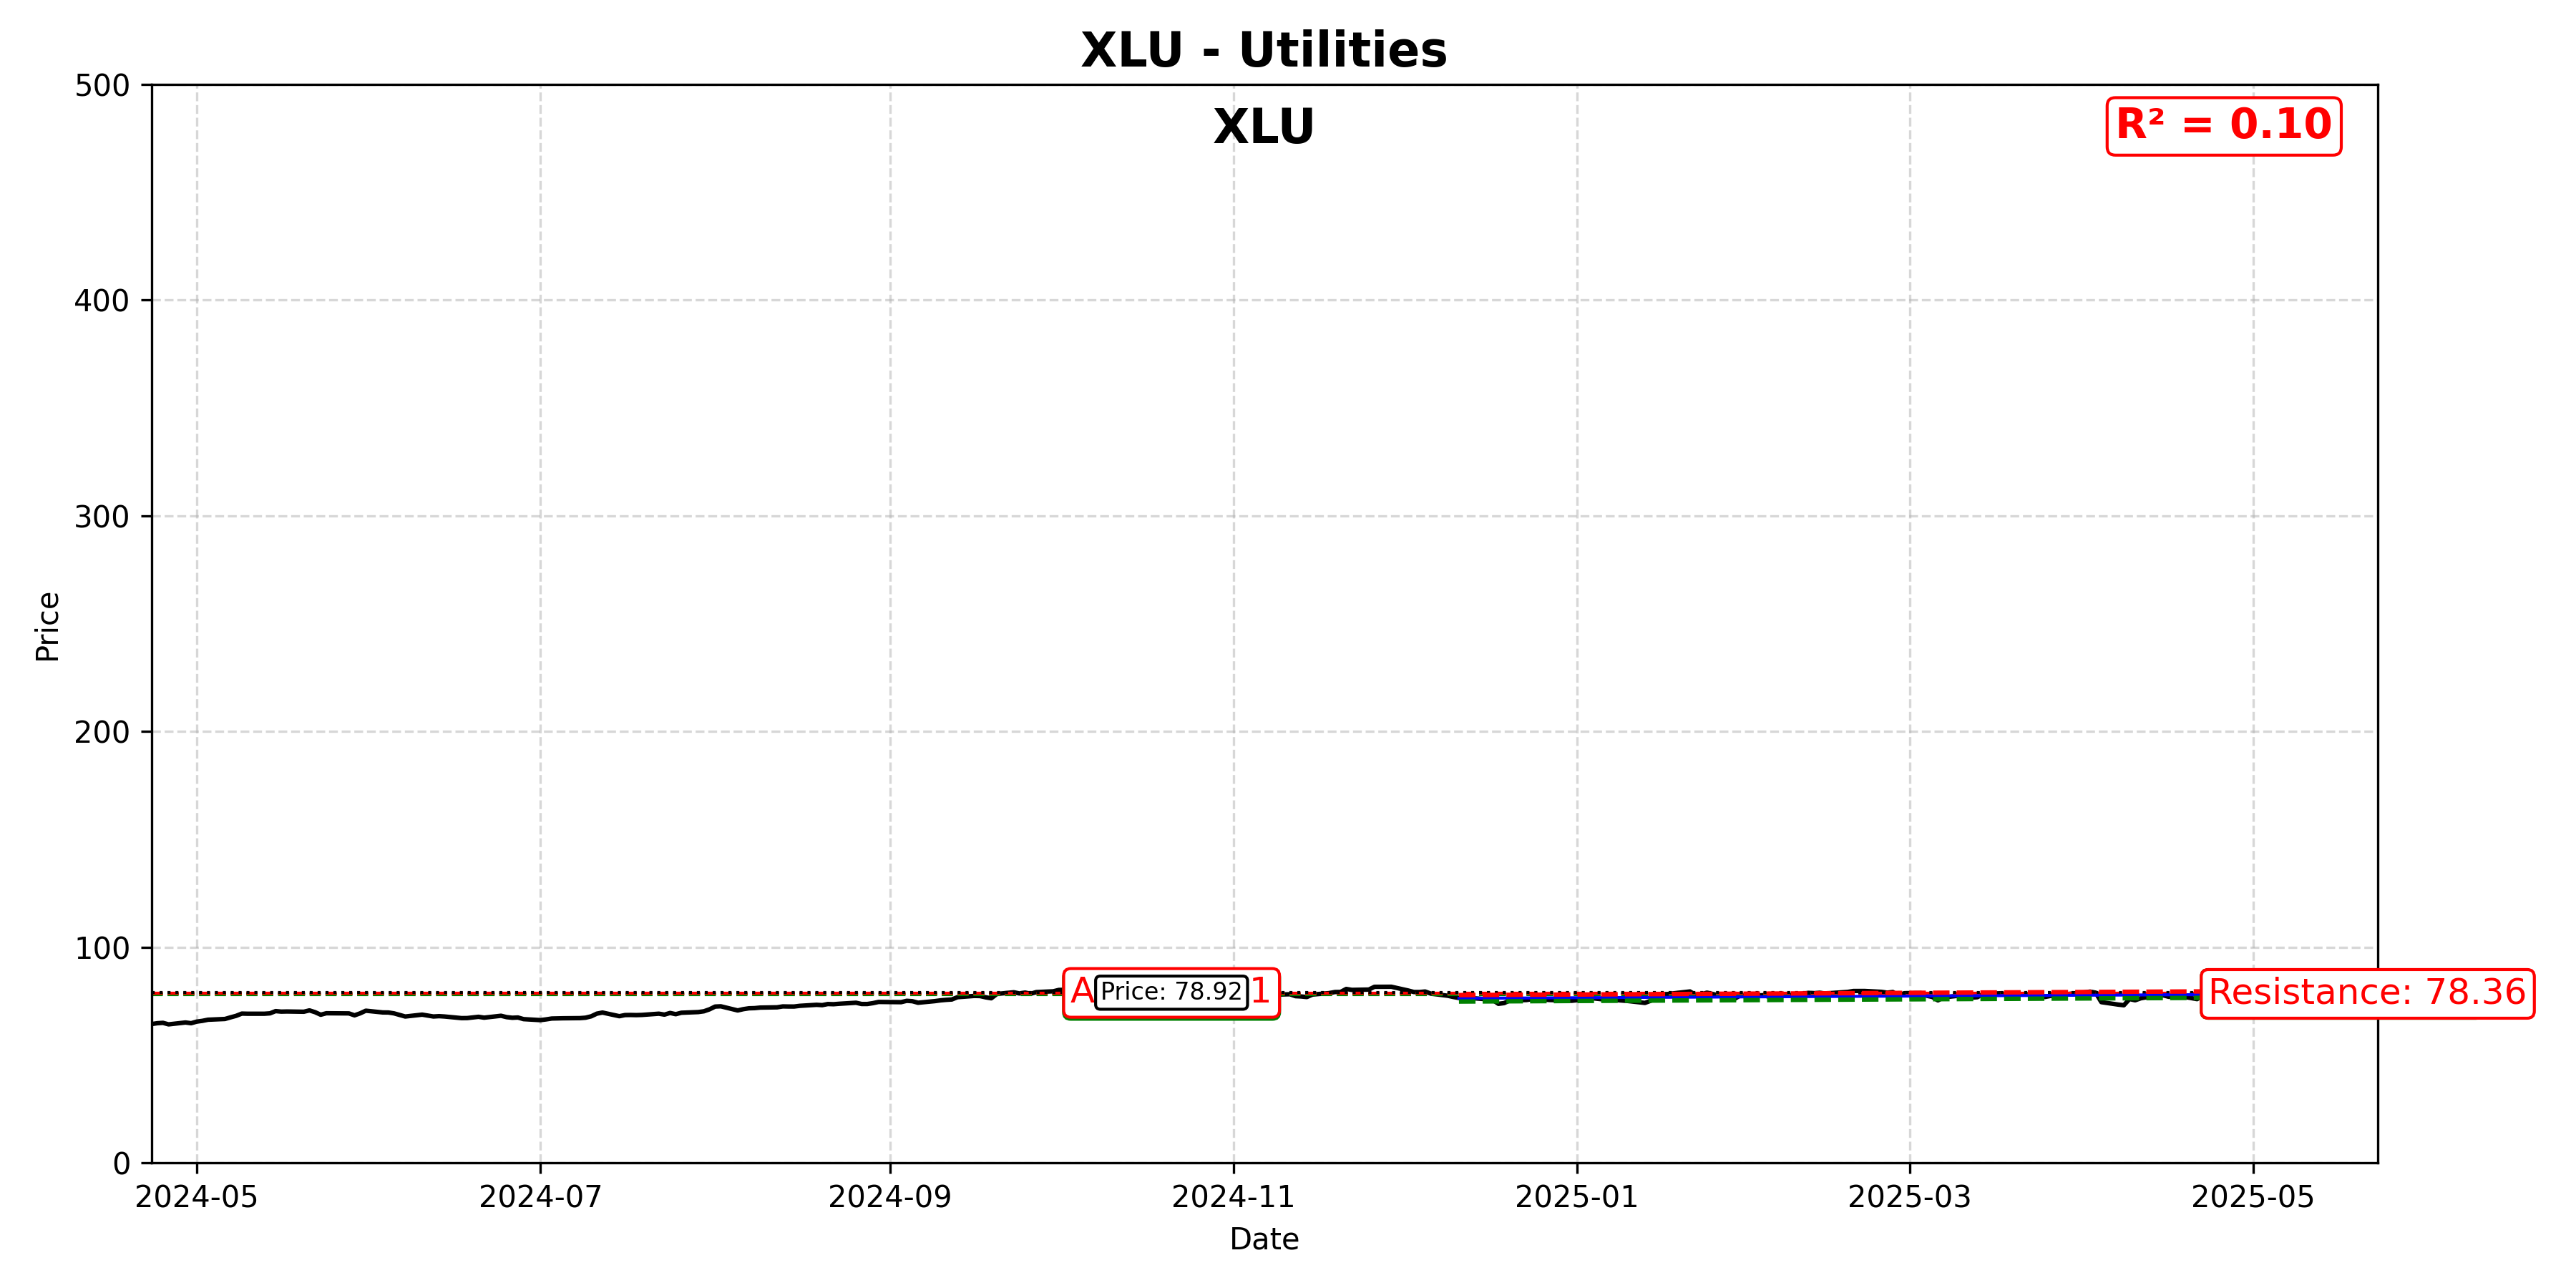 XLU - Utilities
XLU
R² = 0.10
500
400
300
200
100
0
Price
A
Price: 78.92
1
Resistance: 78.36
2024-05
2024-07
2024-09
2024-11
2025-01
2025-03
2025-05
Date